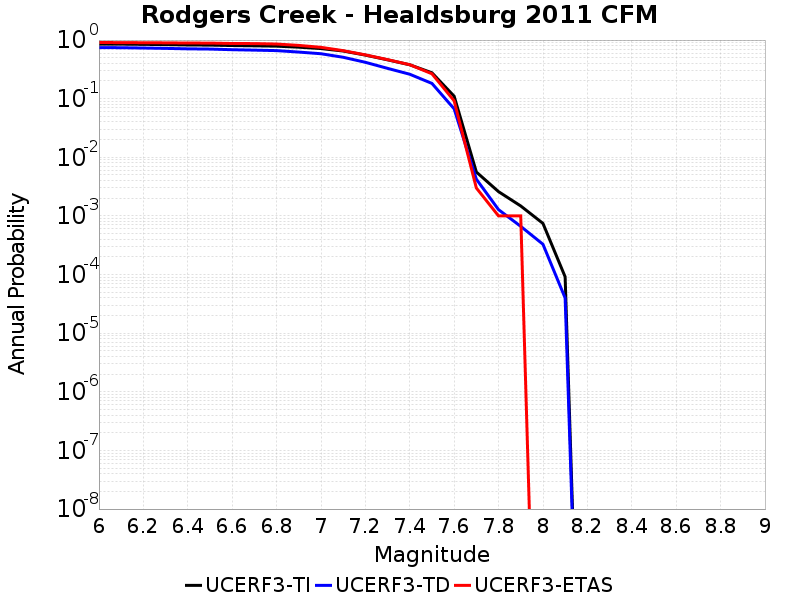 Rodgers Creek - Healdsburg 2011 CFM
Annual Probability
10^0
10^-1
10^-2
10^-3
10^-4
10^-5
10^-6
10^-7
10^-8
6 6.2 6.4 6.6 6.8 7 7.2 7.4 7.6 7.8 8 8.2 8.4 8.6 8.8 9
Magnitude
UCERF3-TI UCERF3-TD UCERF3-ETAS